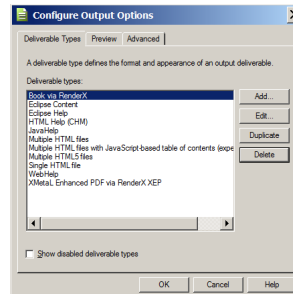 Configure Output Options
Deliverable Types Preview Advanced
A deliverable type defines the format and appearance of an output deliverable.
Deliverable types:
Book via RenderX
Eclipse Content
Eclipse Help
HTML Help (CHM)
JavaHelp
Multiple HTML files
Multiple HTML files with JavaScript-based table of contents (expe
Multiple HTML5 files
Single HTML file
WebHelp
XMetaL Enhanced PDF via RenderX XEP
Add...
Edit...
Duplicate
Delete
Show disabled deliverable types
OK Cancel Help